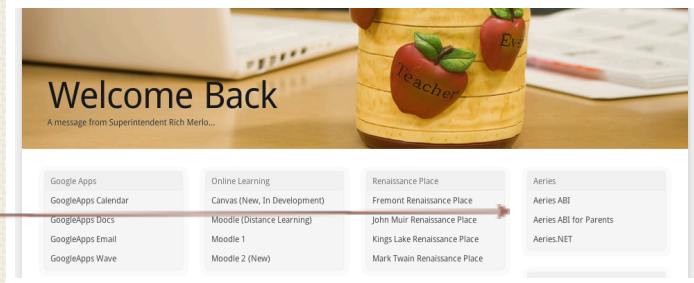 Teacher
Eve
Welcome Back
A message from Superintendent Rich Merlo...
Google Apps
GoogleApps Calendar
GoogleApps Docs
GoogleApps Email
GoogleApps Wave
Online Learning
Canvas (New, In Development)
Moodle (Distance Learning)
Moodle 1
Moodle 2 (New)
Renaissance Place
Fremont Renaissance Place
John Muir Renaissance Place
Kings Lake Renaissance Place
Mark Twain Renaissance Place
Aeries
Aeries ABI
Aeries ABI for Parents
Aeries.NET